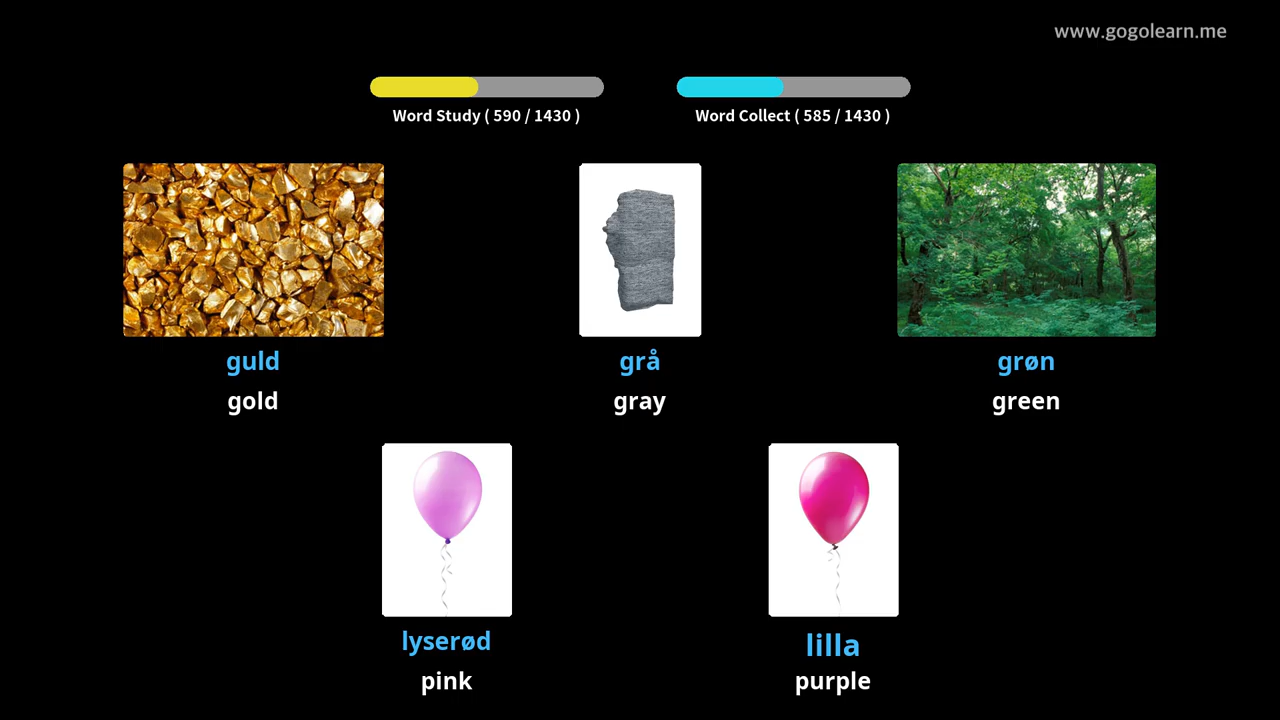 www.gogolearn.me
Word Study ( 590 / 1430 )
Word Collect ( 585 / 1430 )
guld
grå
grøn
gold
gray
green
lyserød
lilla
pink
purple